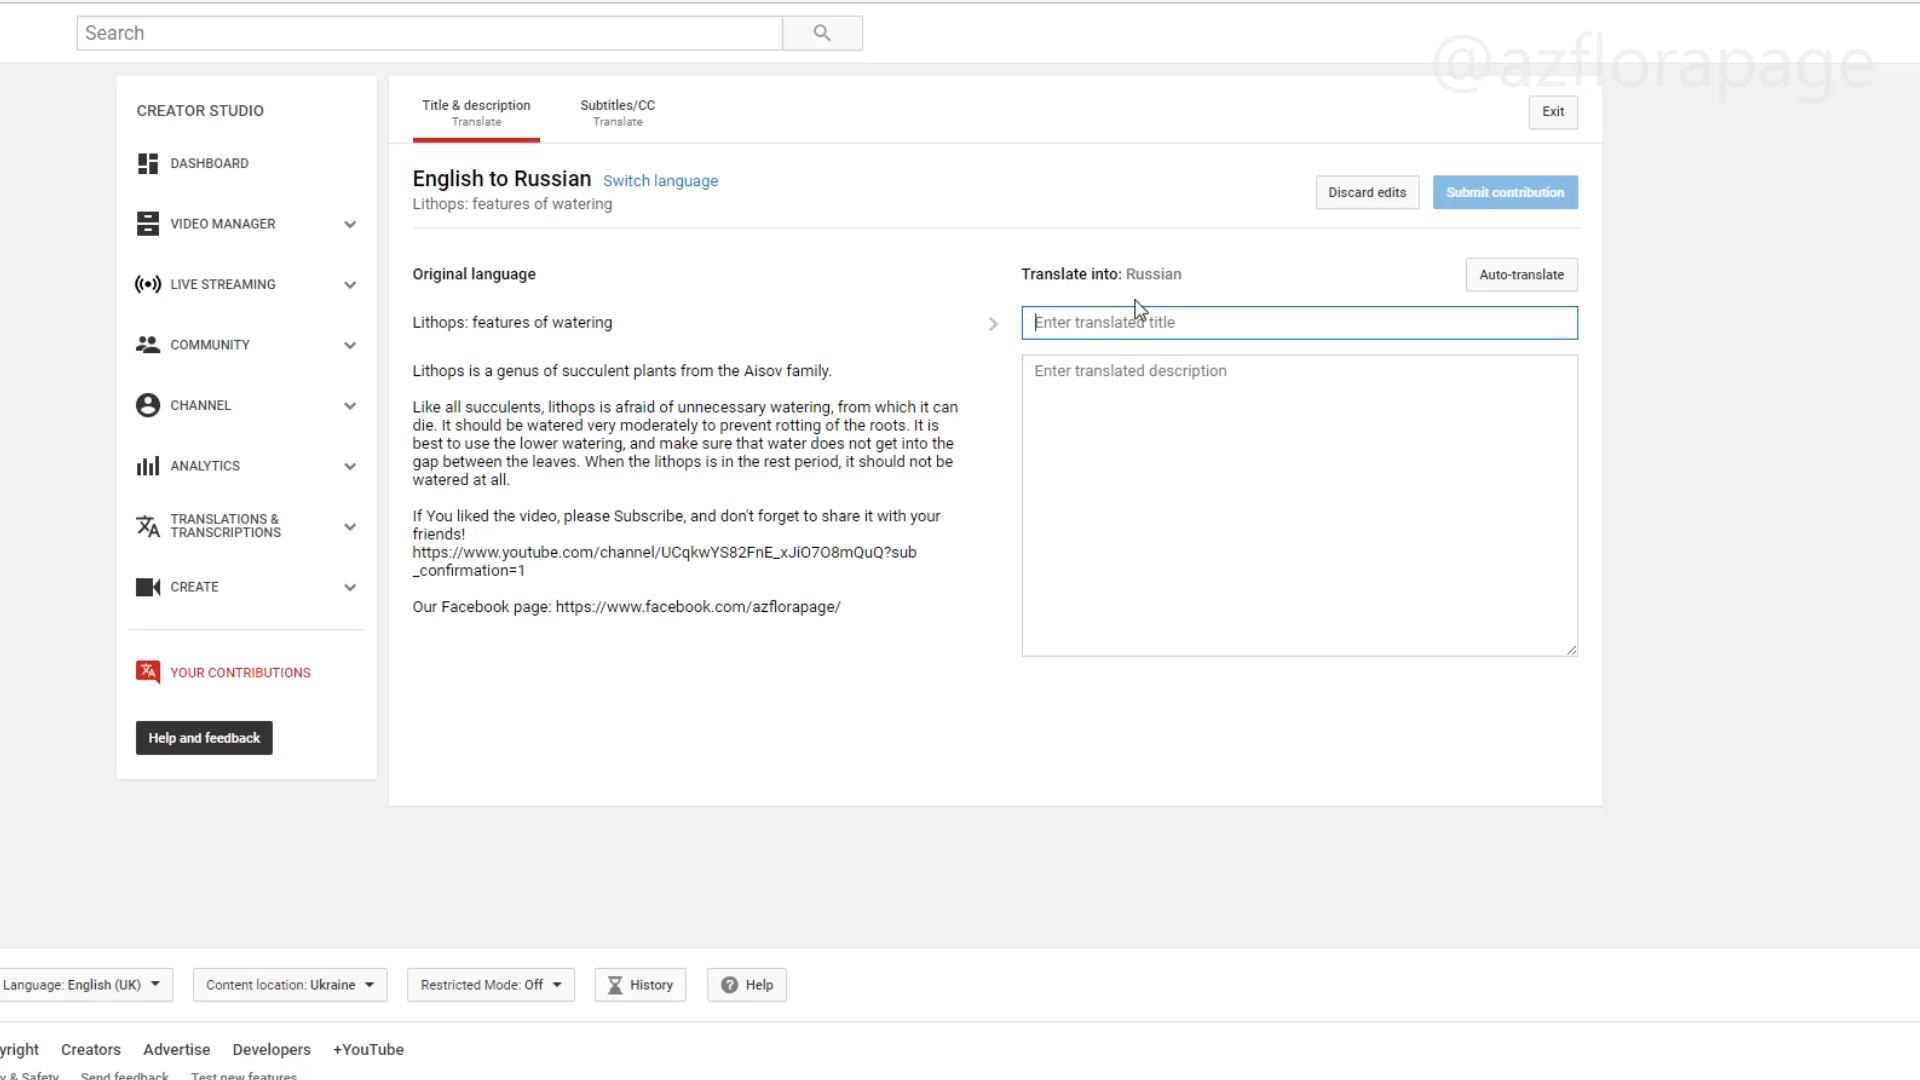 Search
@azflorapage
CREATOR STUDIO
DASHBOARD
VIDEO MANAGER
LIVE STREAMING
COMMUNITY
CHANNEL
ANALYTICS
TRANSLATIONS &
TRANSCRIPTIONS
CREATE
YOUR CONTRIBUTIONS
Help and feedback
Title & description
Translate
Subtitles/CC
Translate
Exit
English to Russian Switch language
Lithops: features of watering
Discard edits
Submit contribution
Original language
Lithops: features of watering
Lithops is a genus of succulent plants from the Aisov family.
Like all succulents, lithops is afraid of unnecessary watering, from which it can
die. It should be watered very moderately to prevent rotting of the roots. It is
best to use the lower watering, and make sure that water does not get into the
gap between the leaves. When the lithops is in the rest period, it should not be
watered at all.
If You liked the video, please Subscribe, and don't forget to share it with your
friends!
https://www.youtube.com/channel/UCqkwYS82FnE_xJiO7O8mQuQ?sub
_confirmation=1
Our Facebook page: https://www.facebook.com/azflorapage/
Translate into: Russian
Auto-translate
Enter translated title
Enter translated description
Language: English (UK)
Content location: Ukraine
Restricted Mode: Off
History
Help
yright Creators Advertise Developers +YouTube
y & Safety Send feedback Test new features